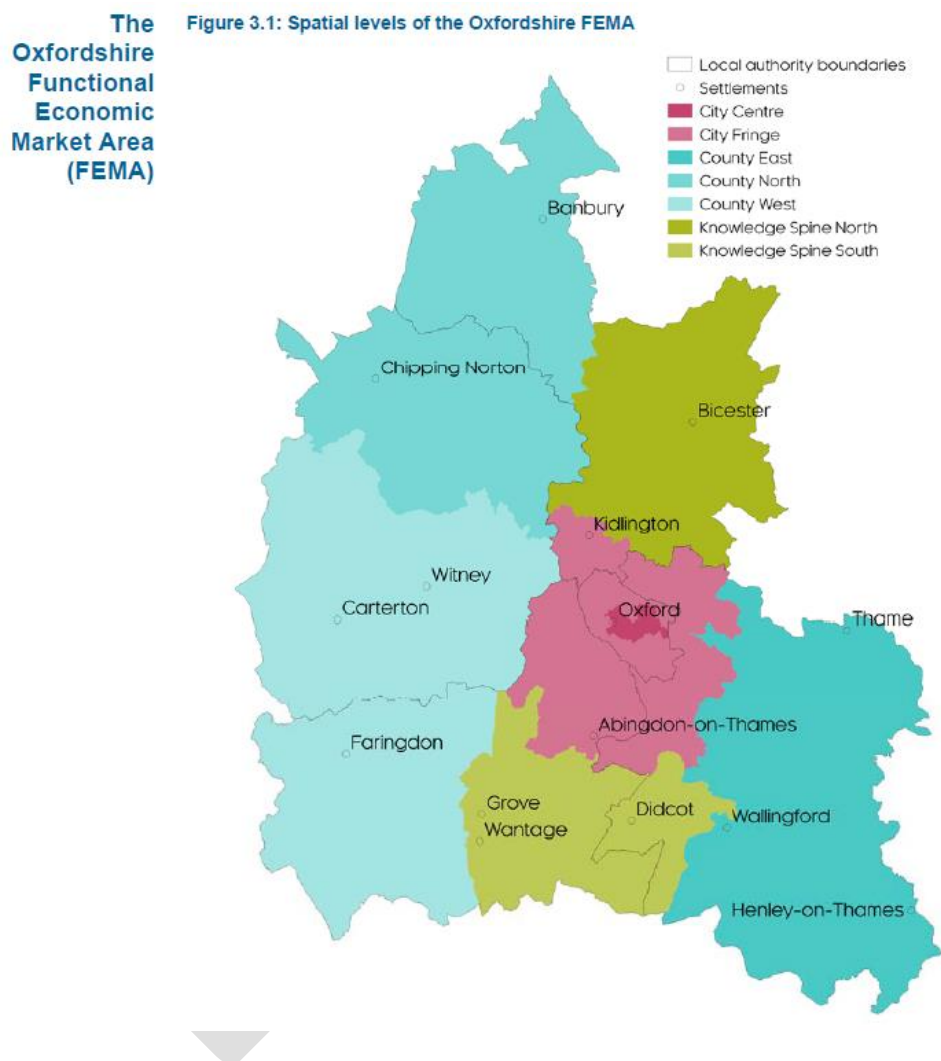 The
Oxfordshire
Functional
Economic
Market Area
(FEMA)
Figure 3.1: Spatial levels of the Oxfordshire FEMA
Local authority boundaries
Settlements
City Centre
City Fringe
County East
County North
County West
Knowledge Spine North
Knowledge Spine South
Banbury
Chipping Norton
Bicester
Kidlington
Witney
Carterton
Oxford
Thame
Faringdon
Abingdon-on-Thames
Grove
Wantage
Didcot
Wallingford
Henley-on-Thames